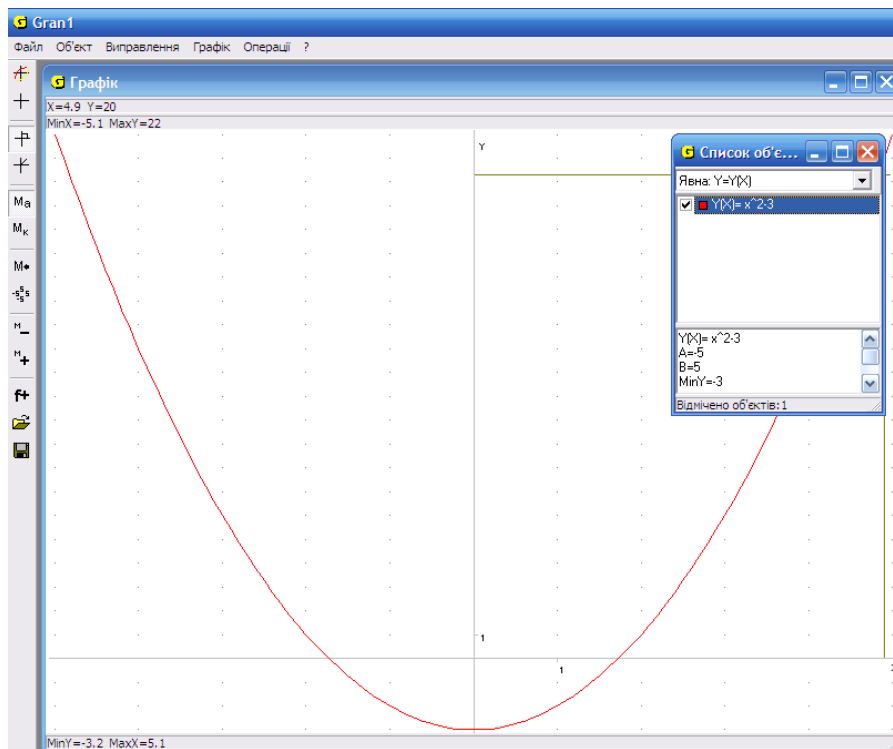 Gran1
Файл Об'єкт Виправлення Графік Операції ?
Графік
X=4.9 Y=20
MinX=-5.1 MaxY=22
Y
Список об'є...
Явна: Y=Y(X)
Y(X)= x^2-3
Y(X)= x^2-3
A=-5
B=5
MinY=-3
Відмічено об'єктів:1
Ma
Мк
M
-s s s s
M
M
f+
1
1
MinY=-3.2 MaxX=5.1